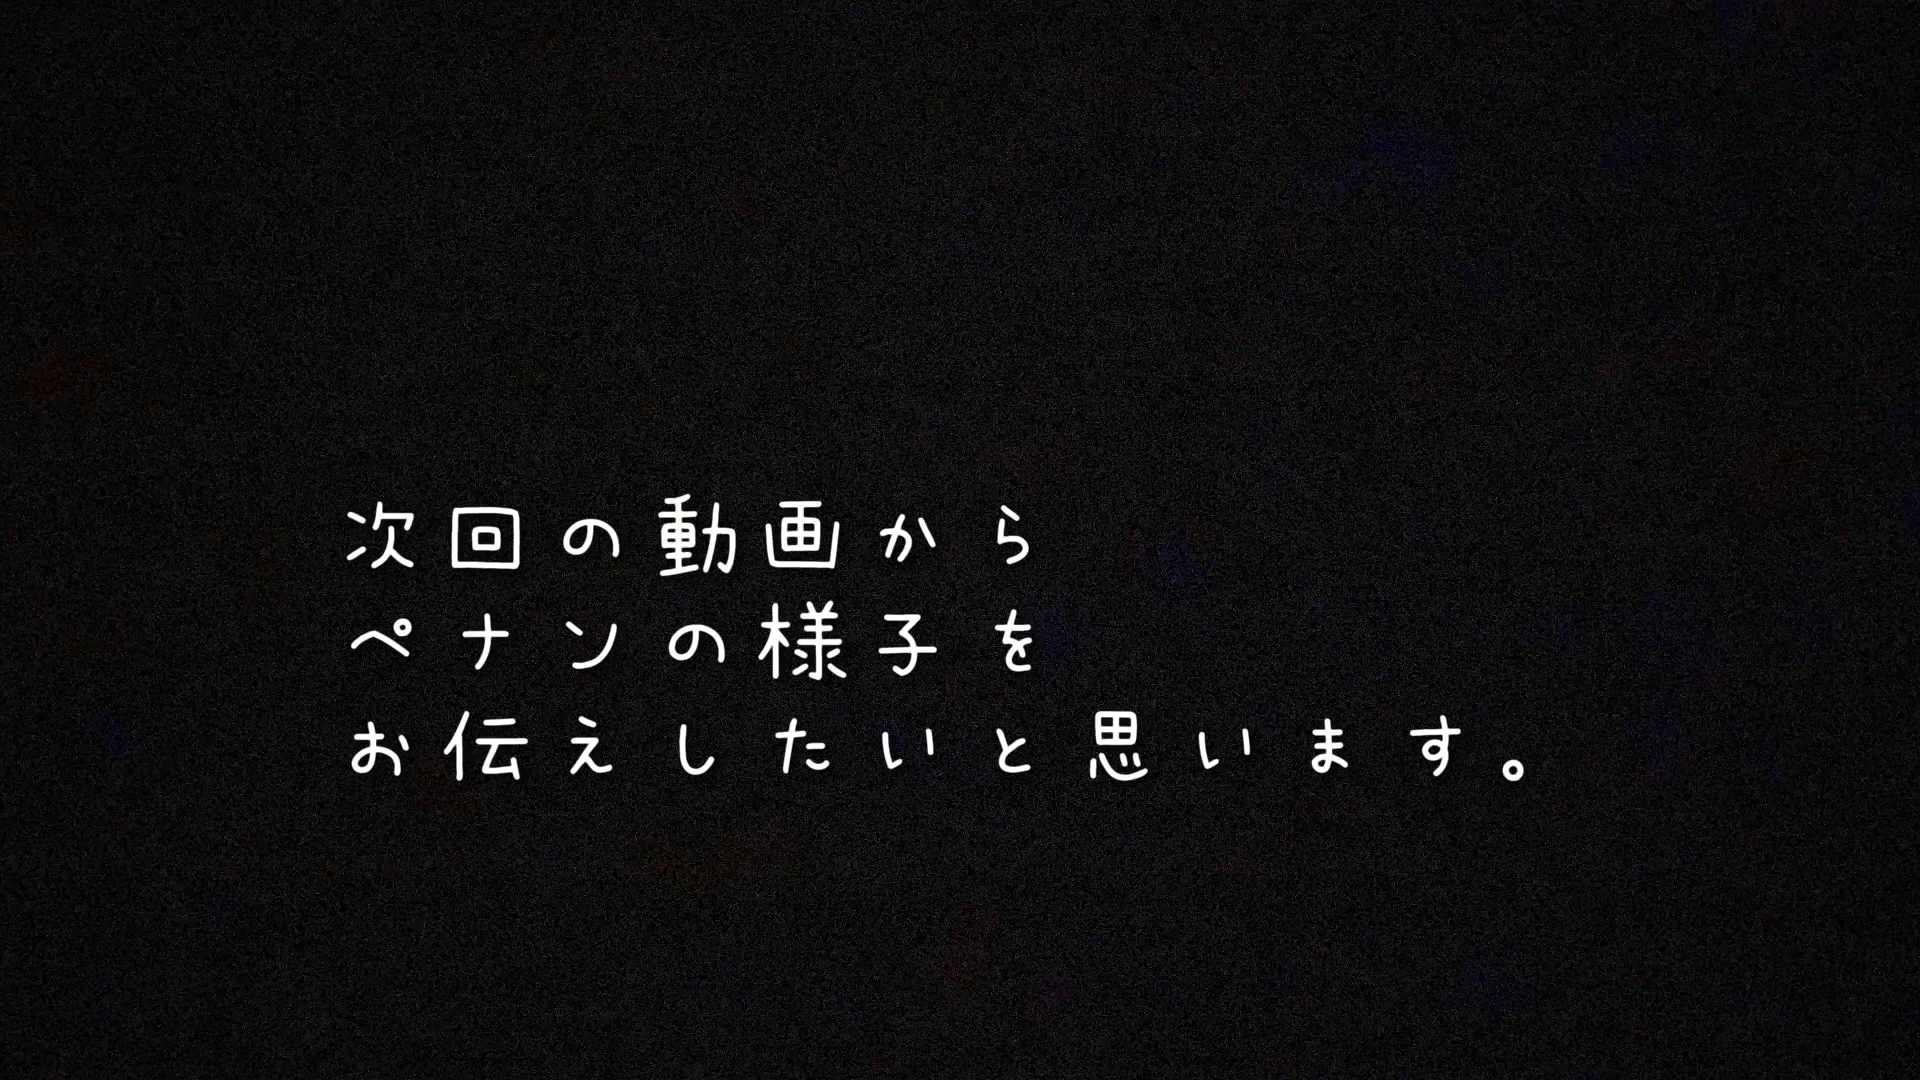 次回の動画から
ペナンの様子を
お伝えしたいと思います。